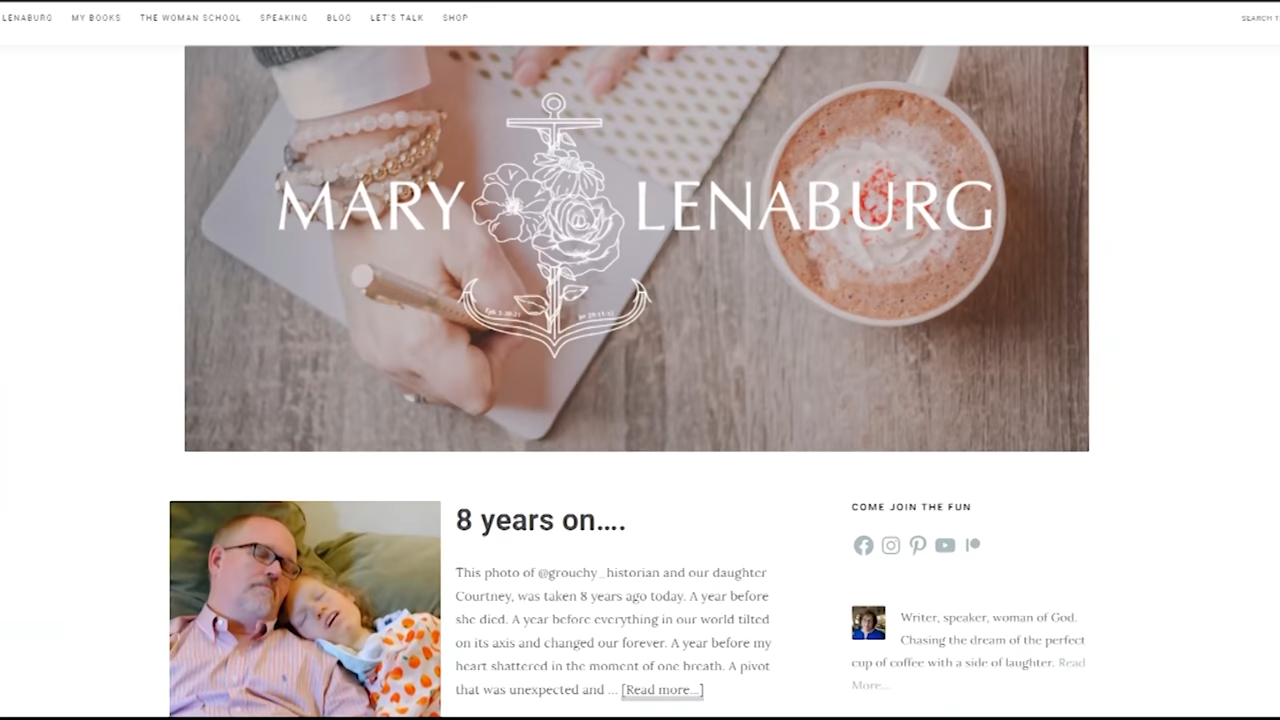 LENABURG MY BOOKS THE WOMAN SCHOOL SPEAKING BLOG LET'S TALK SHOP
SEARCH T
MARY LENABURG
8 years on....
This photo of @grouchy_historian and our daughter
Courtney, was taken 8 years ago today. A year before
she died. A year before everything in our world tilted
on its axis and changed our forever. A year before my
heart shattered in the moment of one breath. A pivot
that was unexpected and ... [Read more...]
COME JOIN THE FUN
Writer, speaker, woman of God.
Chasing the dream of the perfect
cup of coffee with a side of laughter. Read
More...